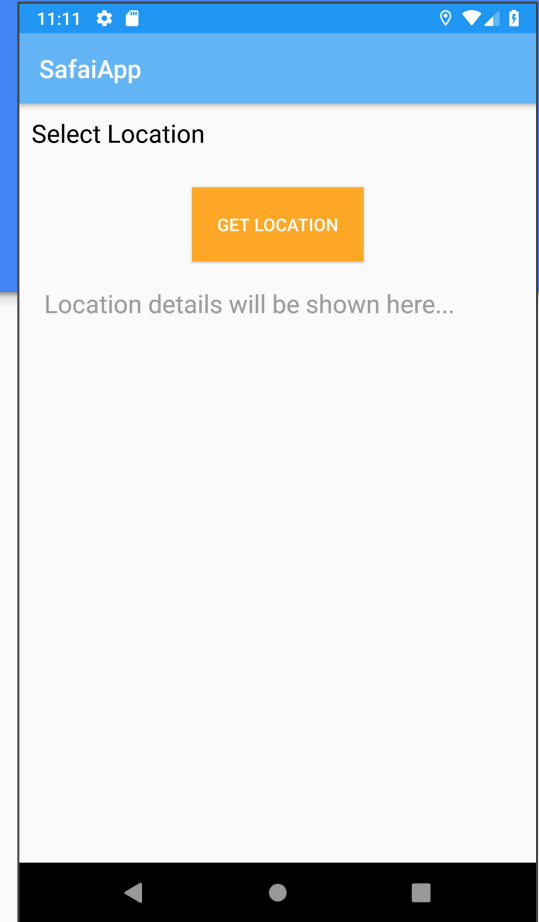 11:11
SafaiApp
Select Location
GET LOCATION
Location details will be shown here...